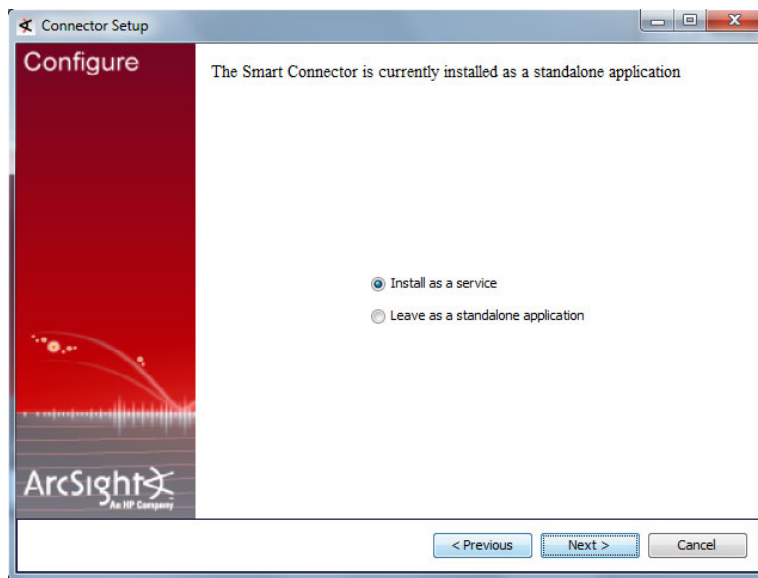 Connector Setup
Configure
The Smart Connector is currently installed as a standalone application
Install as a service
Leave as a standalone application
ArcSight
An HP Company
< Previous
Next >
Cancel